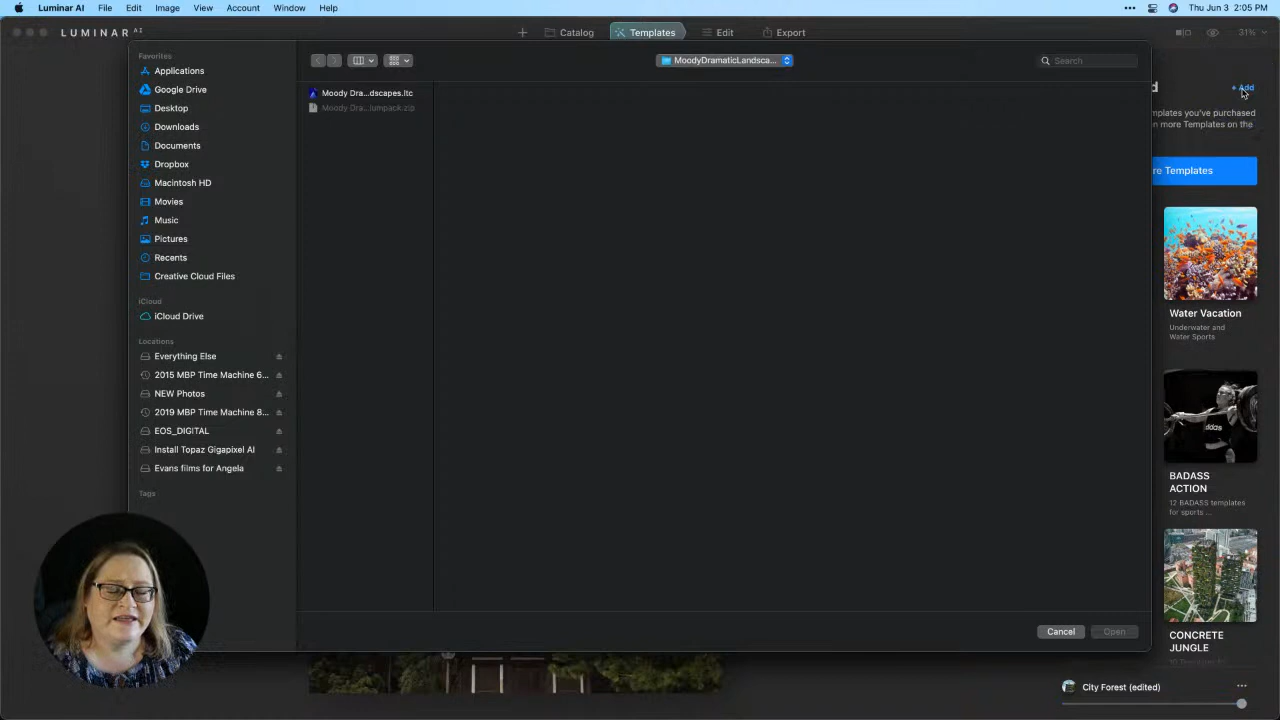 Luminar AI File Edit Image View Account Window Help Thu Jun 3 2:05 PM
LUMINAR AI + Catalog Templates Edit Export 31%
Favorites
Applications
Google Drive
Desktop
Downloads
Documents
Dropbox
Macintosh HD
Movies
Music
Pictures
Recents
Creative Cloud Files
iCloud
iCloud Drive
Locations
Everything Else
2015 MBP Time Machine 6...
NEW Photos
2019 MBP Time Machine 8...
EOS_DIGITAL
Install Topaz Gigapixel AI
Evans films for Angela
Tags
MoodyDramaticLandsca...
Search
Moody Dra...dscapes.ltc
Moody Dra...lumpack.zip
Cancel
Open
d + Add
mplates you've purchased
n more Templates on the
re Templates
Water Vacation
Underwater and
Water Sports
adidas
BADASS
ACTION
12 BADASS templates
for sports ...
CONCRETE
JUNGLE
City Forest (edited) ...